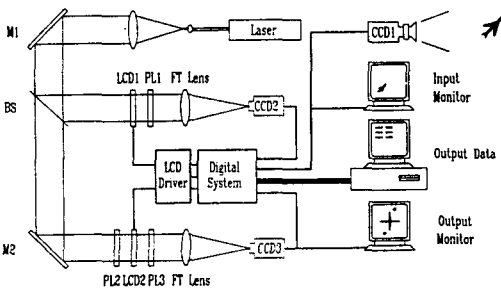 M1
Laser
CCD1
LCD1 PL1 FT Lens
Input
Monitor
BS
CCD2
LCD
Driver
Digital
System
Output Data
M2
CCD3
Output
Monitor
PL2 LCD2 PL3 FT Lens